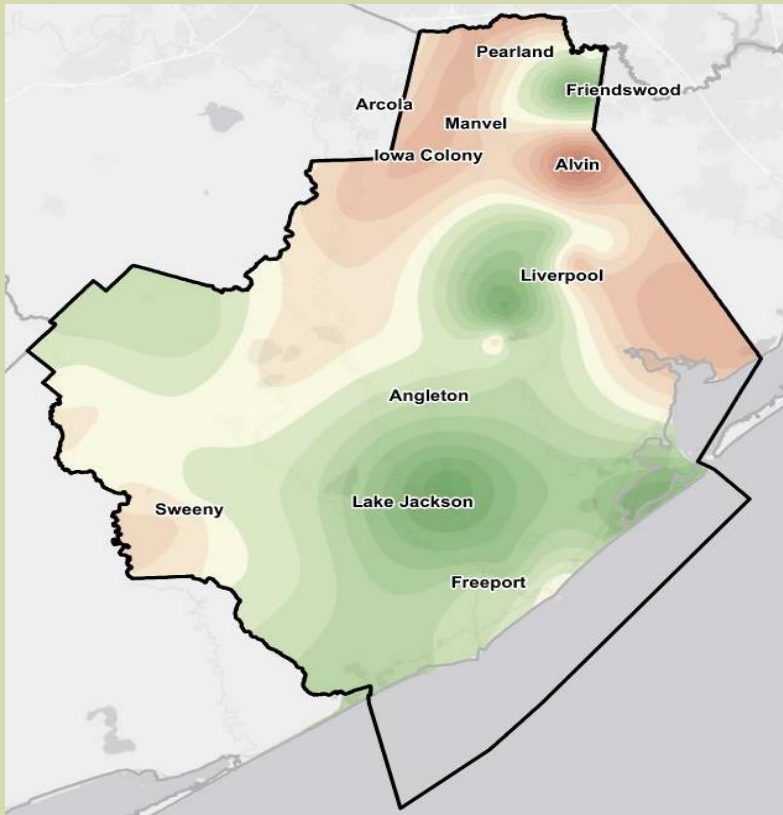 Pearland
Friendswood
Arcola
Manvel
Iowa Colony
Alvin
Liverpool
Angleton
Lake Jackson
Sweeny
Freeport